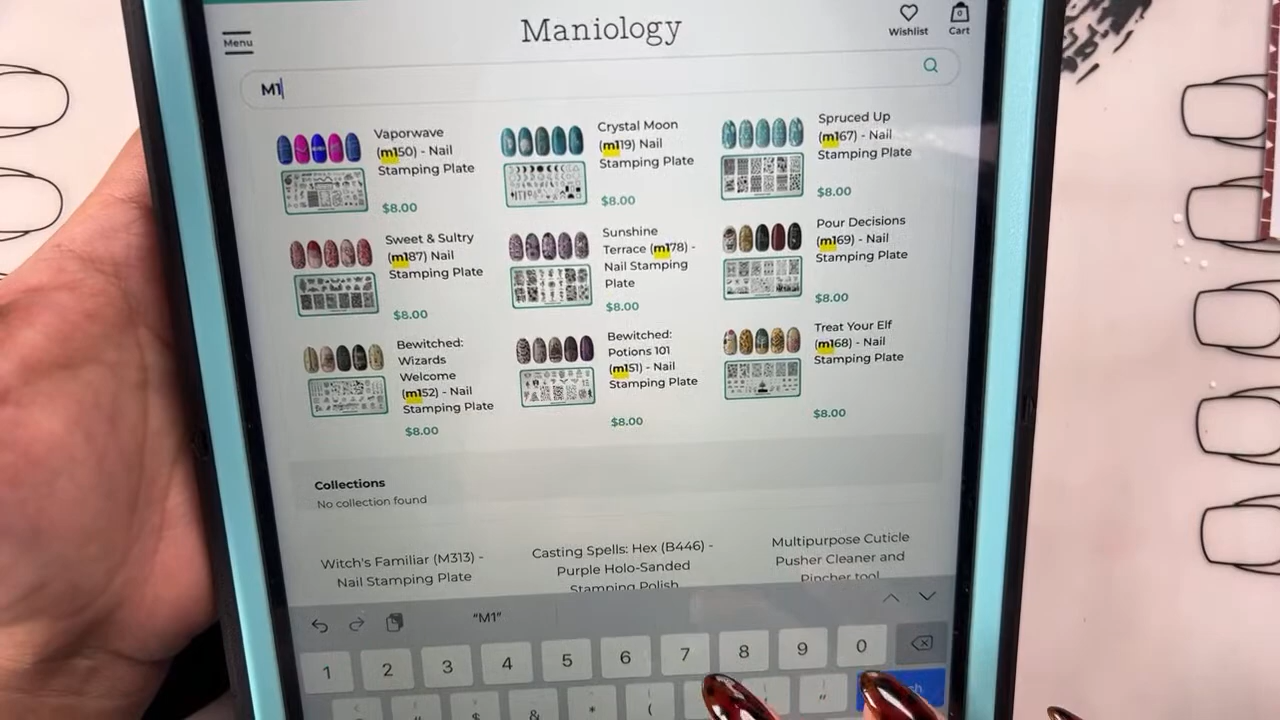 Menu
Maniology
Wishlist
0
Cart
M1
Vaporwave
(m150) - Nail
Stamping Plate
$8.00
Crystal Moon
(m119) Nail
Stamping Plate
$8.00
Spruced Up
(m167) - Nail
Stamping Plate
$8.00
Sweet & Sultry
(m187) Nail
Stamping Plate
$8.00
Sunshine
Terrace (m178) -
Nail Stamping
Plate
$8.00
Pour Decisions
(m169) - Nail
Stamping Plate
$8.00
Bewitched:
Wizards
Welcome
(m152) - Nail
Stamping Plate
$8.00
Bewitched:
Potions 101
(m151) - Nail
Stamping Plate
$8.00
Treat Your Elf
(m168) - Nail
Stamping Plate
$8.00
Collections
No collection found
Witch's Familiar (M313) -
Nail Stamping Plate
Casting Spells: Hex (B446) -
Purple Holo-Sanded
Stamping Polish
Multipurpose Cuticle
Pusher Cleaner and
Pincher tool
"M1"
1 2 3 4 5 6 7 8 9 0
$ & * ( "